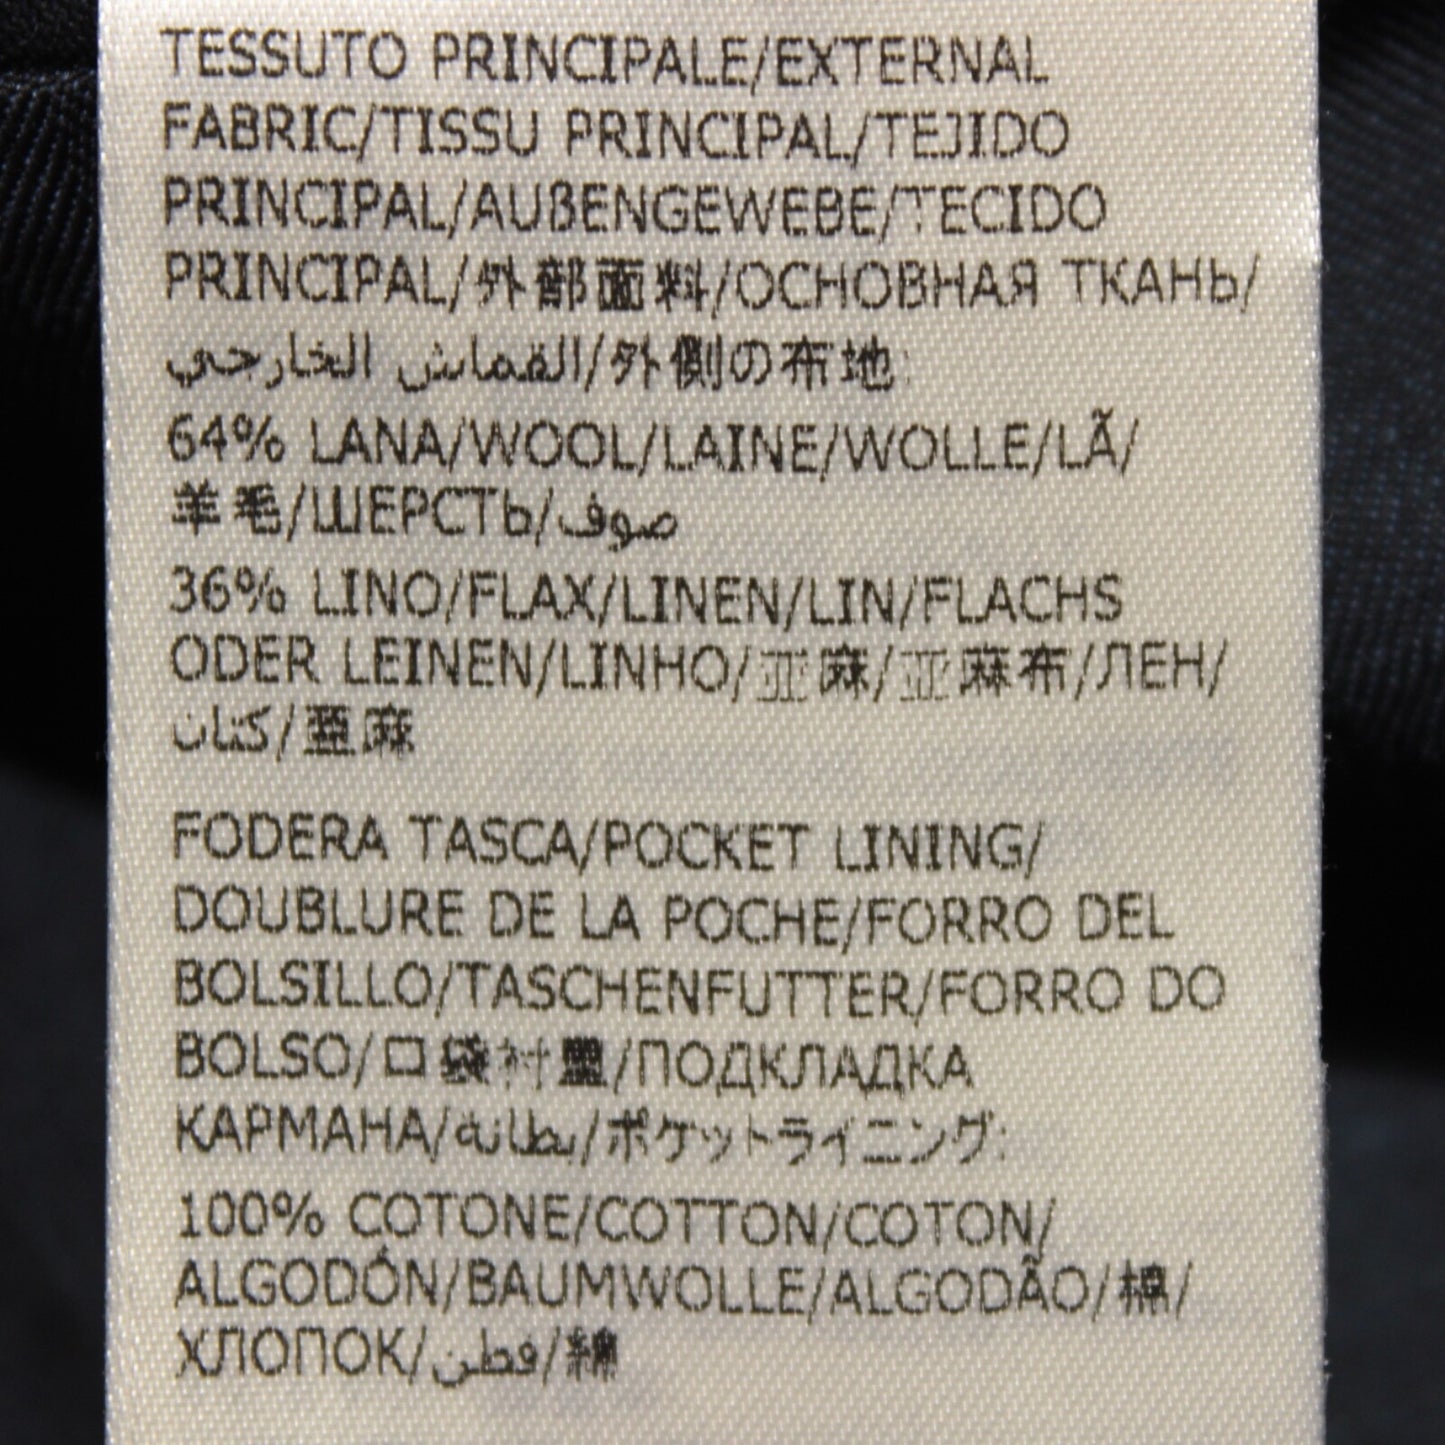 TESSUTO PRINCIPALE/EXTERNAL
FABRIC/TISSU PRINCIPAL/TEJIDO
PRINCIPAL/AUßENGEWEBE/TECIDO
PRINCIPAL/外部面料/ОСНОВНАЯ ТКАНЬ/
القماش الخارجي/外側の布地:
64% LANA/WOOL/LAINE/WOLLE/LÃ/
羊毛/ШЕРСТЬ/صوف
36% LINO/FLAX/LINEN/LIN/FLACHS
ODER LEINEN/LINHO/亚麻/亚麻布/ЛЕН/
كتان/亜麻
FODERA TASCA/POCKET LINING/
DOUBLURE DE LA POCHE/FORRO DEL
BOLSILLO/TASCHENFUTTER/FORRO DO
BOLSO/口袋衬里/ПОДКЛАДКА
КАРМАНА/بطانة/ポケットライニング:
100% COTONE/COTTON/COTON/
ALGODÓN/BAUMWOLLE/ALGODÃO/棉/
ХЛОПОК/قطن/綿